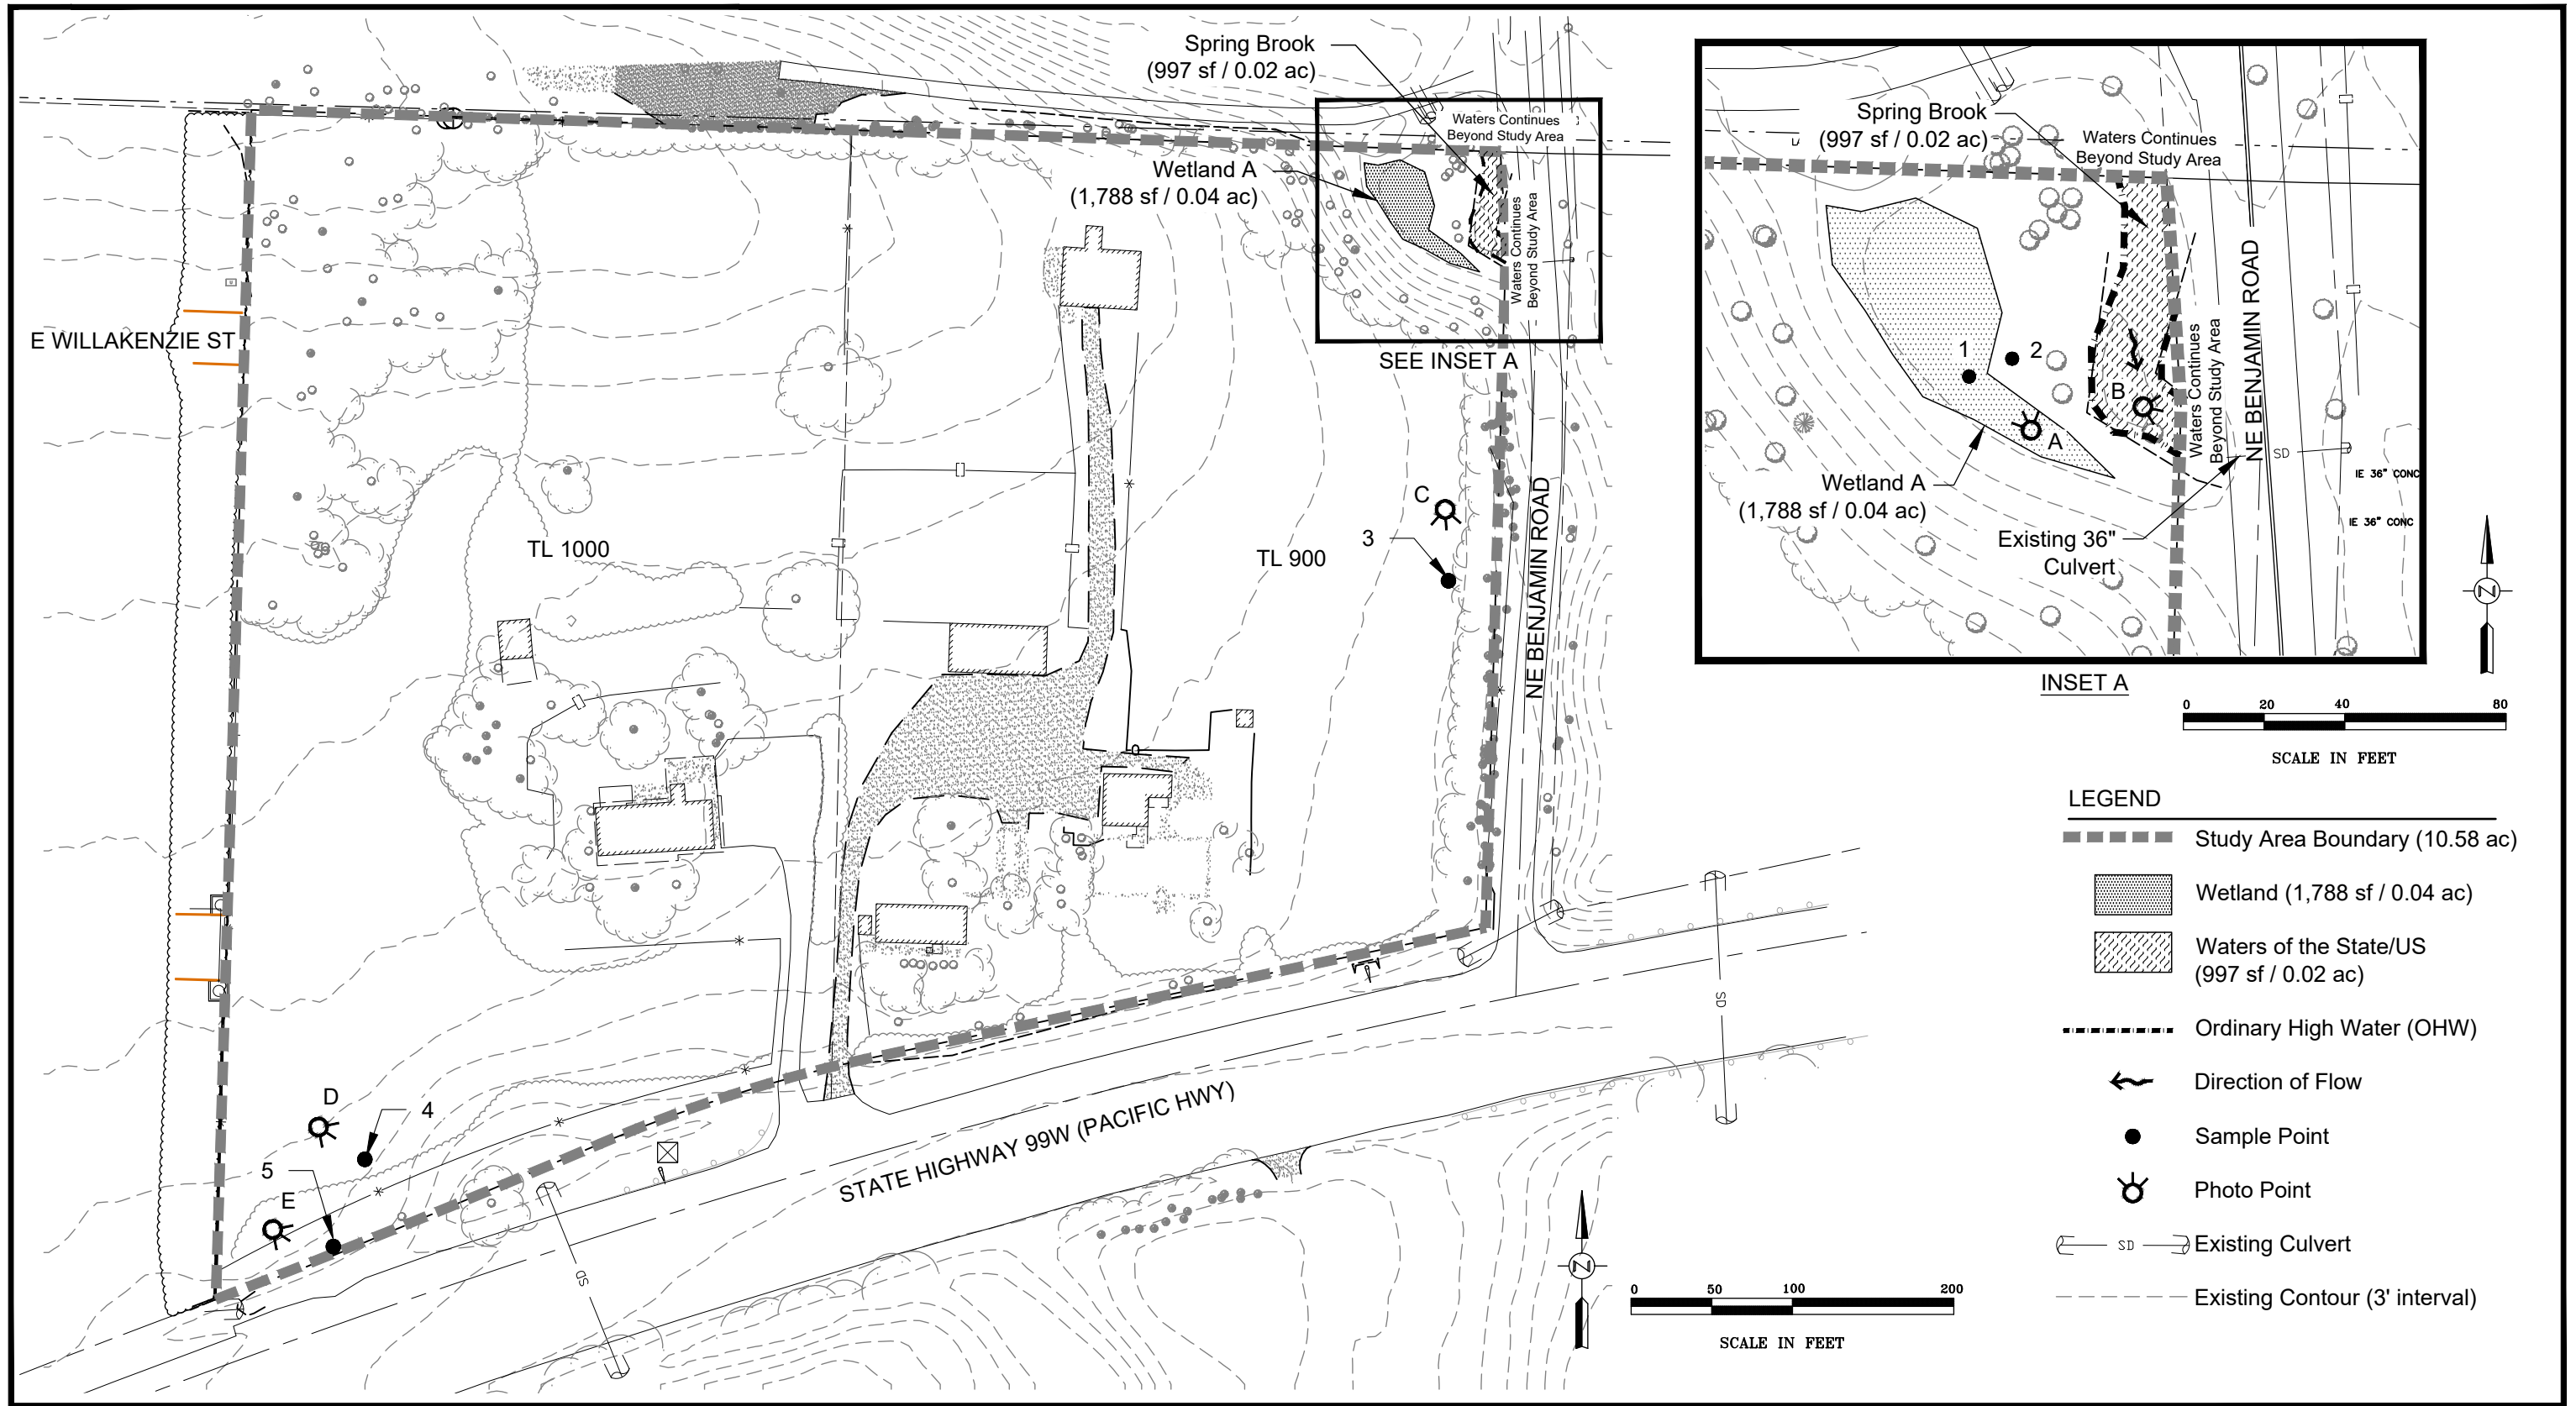 Spring Brook
(997 sf / 0.02 ac)
Waters Continues
Beyond Study Area
Wetland A
(1,788 sf / 0.04 ac)
Waters Continues
Beyond Study Area
E WILLAKENZIE ST
SEE INSET A
TL 1000
TL 900
C
3
NE BENJAMIN ROAD
D
4
5
E
STATE HIGHWAY 99W (PACIFIC HWY)
SD
SD
N
0 50 100 200
SCALE IN FEET
Spring Brook
(997 sf / 0.02 ac)
Waters Continues
Beyond Study Area
1
2
B
A
Waters Continues
Beyond Study Area
NE BENJAMIN ROAD
SD
IE 36" CONC
IE 36" CONC
Wetland A
(1,788 sf / 0.04 ac)
Existing 36"
Culvert
INSET A
N
0 20 40 80
SCALE IN FEET
LEGEND
Study Area Boundary (10.58 ac)
Wetland (1,788 sf / 0.04 ac)
Waters of the State/US
(997 sf / 0.02 ac)
Ordinary High Water (OHW)
Direction of Flow
Sample Point
Photo Point
SD
Existing Culvert
Existing Contour (3' interval)